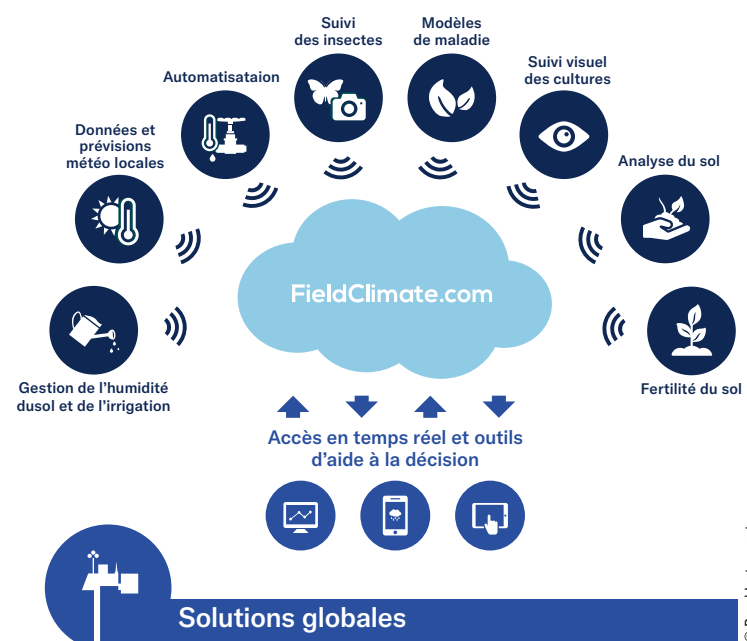 Suivi
des insectes
Modèles
de maladie
Suivi visuel
des cultures
Automatisataion
Données et
prévisions
météo locales
Analyse du sol
FieldClimate.com
Gestion de l'humidité
dusol et de l'irrigation
Fertilité du sol
Accès en temps réel et outils
d'aide à la décision
Solutions globales